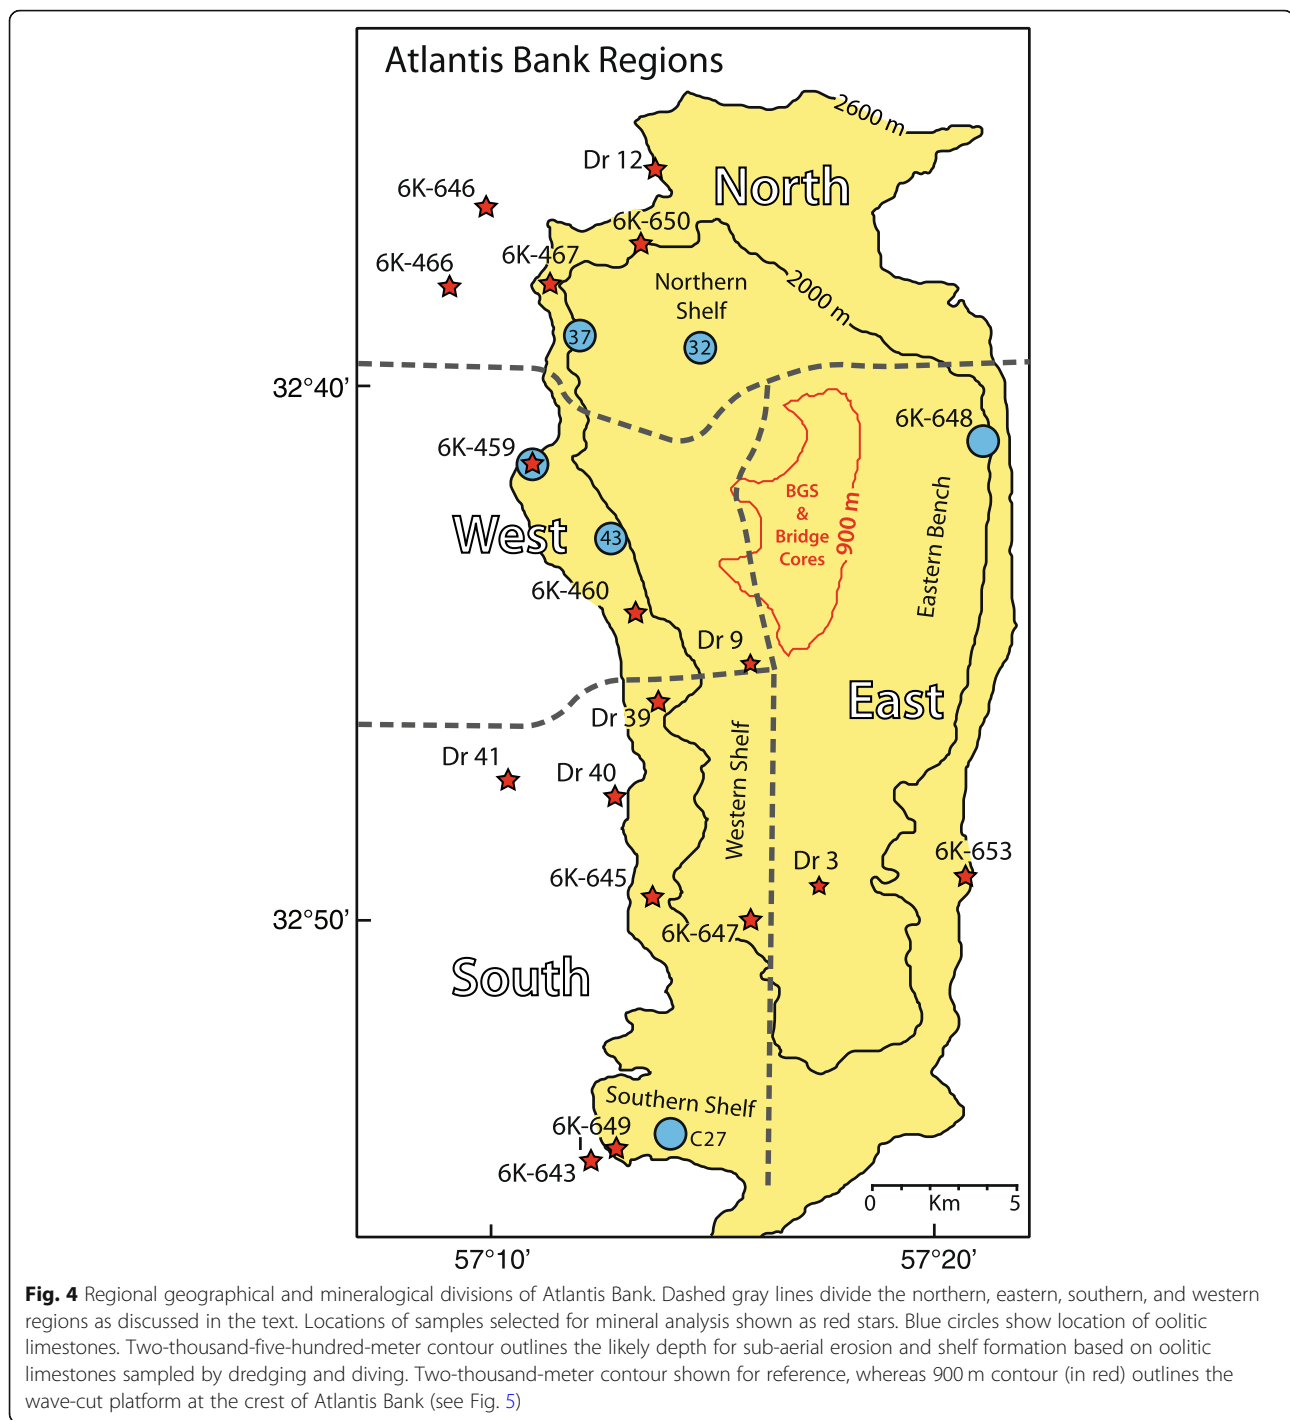 Atlantis Bank Regions
2600 m
Dr 12
North
6K-646
6K-650
6K-467
6K-466
Northern
Shelf
2000 m
37
32
32°40'
6K-648
6K-459
BGS
&
Bridge
Cores
900 m
Eastern Bench
West
43
6K-460
Dr 9
East
Dr 39
Western Shelf
Dr 41
Dr 40
6K-653
Dr 3
6K-645
32°50'
6K-647
South
Southern Shelf
6K-649
C27
6K-643
0 Km 5
57°10'
57°20'
Fig. 4 Regional geographical and mineralogical divisions of Atlantis Bank. Dashed gray lines divide the northern, eastern, southern, and western
regions as discussed in the text. Locations of samples selected for mineral analysis shown as red stars. Blue circles show location of oolitic
limestones. Two-thousand-five-hundred-meter contour outlines the likely depth for sub-aerial erosion and shelf formation based on oolitic
limestones sampled by dredging and diving. Two-thousand-meter contour shown for reference, whereas 900 m contour (in red) outlines the
wave-cut platform at the crest of Atlantis Bank (see Fig. 5)